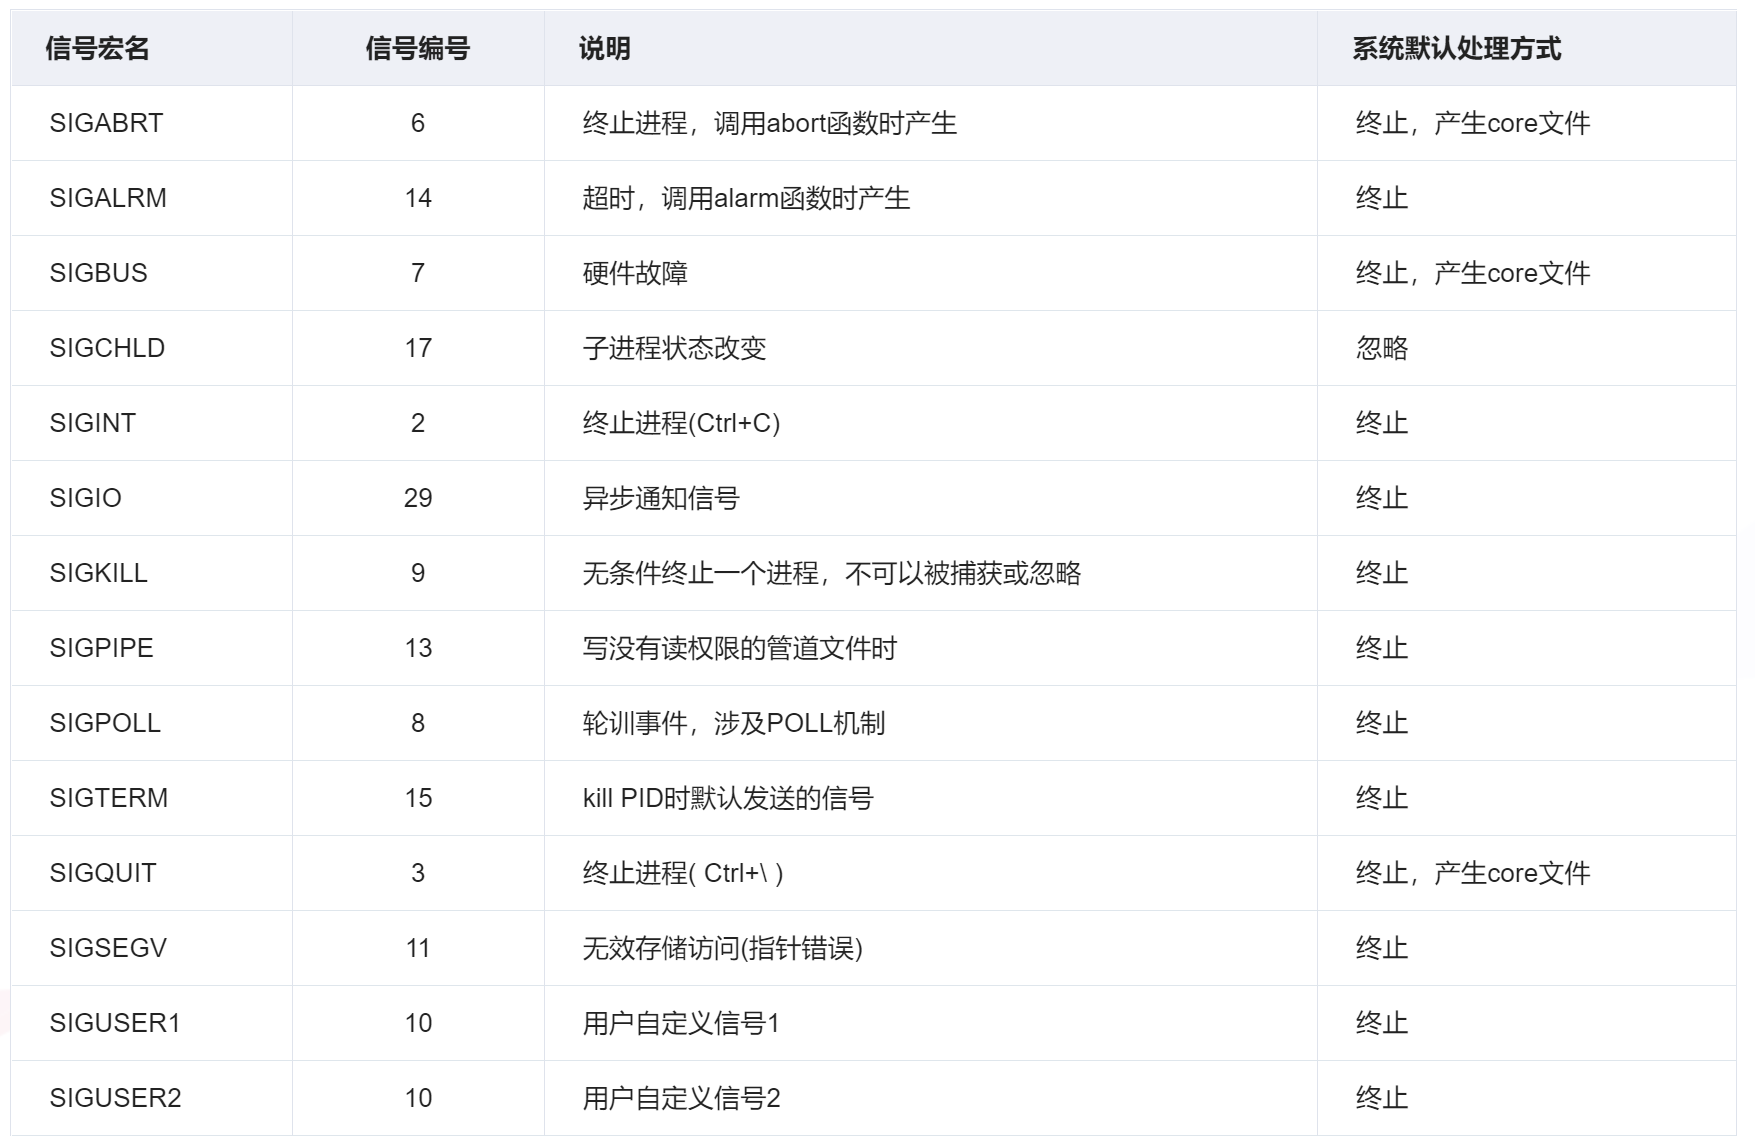 信号宏名 信号编号 说明 系统默认处理方式
SIGABRT 6 终止进程，调用abort函数时产生 终止，产生core文件
SIGALRM 14 超时，调用alarm函数时产生 终止
SIGBUS 7 硬件故障 终止，产生core文件
SIGCHLD 17 子进程状态改变 忽略
SIGINT 2 终止进程(Ctrl+C) 终止
SIGIO 29 异步通知信号 终止
SIGKILL 9 无条件终止一个进程，不可以被捕获或忽略 终止
SIGPIPE 13 写没有读权限的管道文件时 终止
SIGPOLL 8 轮训事件，涉及POLL机制 终止
SIGTERM 15 kill PID时默认发送的信号 终止
SIGQUIT 3 终止进程( Ctrl+\ ) 终止，产生core文件
SIGSEGV 11 无效存储访问(指针错误) 终止
SIGUSER1 10 用户自定义信号1 终止
SIGUSER2 10 用户自定义信号2 终止